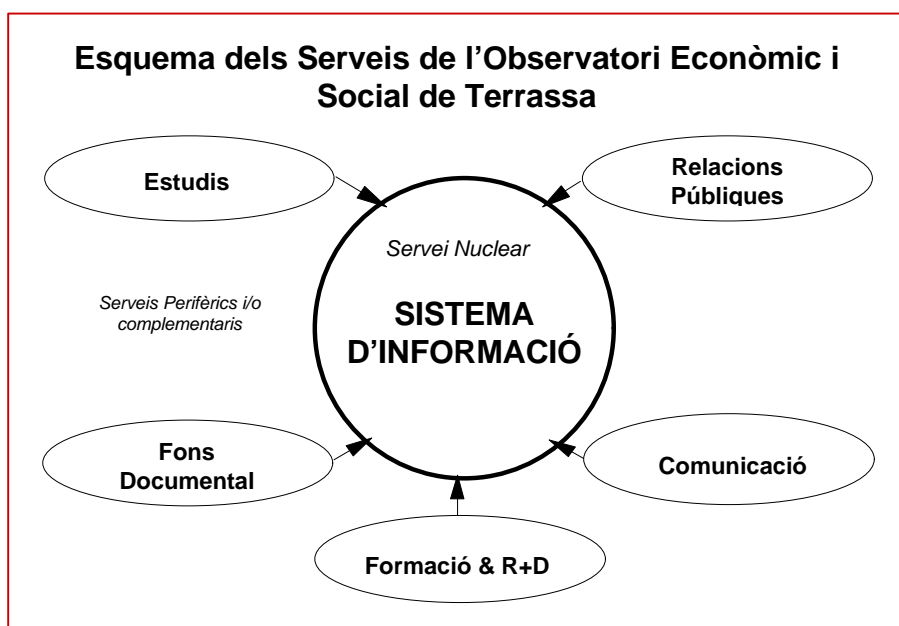 Esquema dels Serveis de l'Observatori Econòmic i
Social de Terrassa
Estudis
Relacions
Públiques
Servei Nuclear
Serveis Perifèrics i/o
complementaris
SISTEMA
D'INFORMACIÓ
Fons
Documental
Comunicació
Formació & R+D